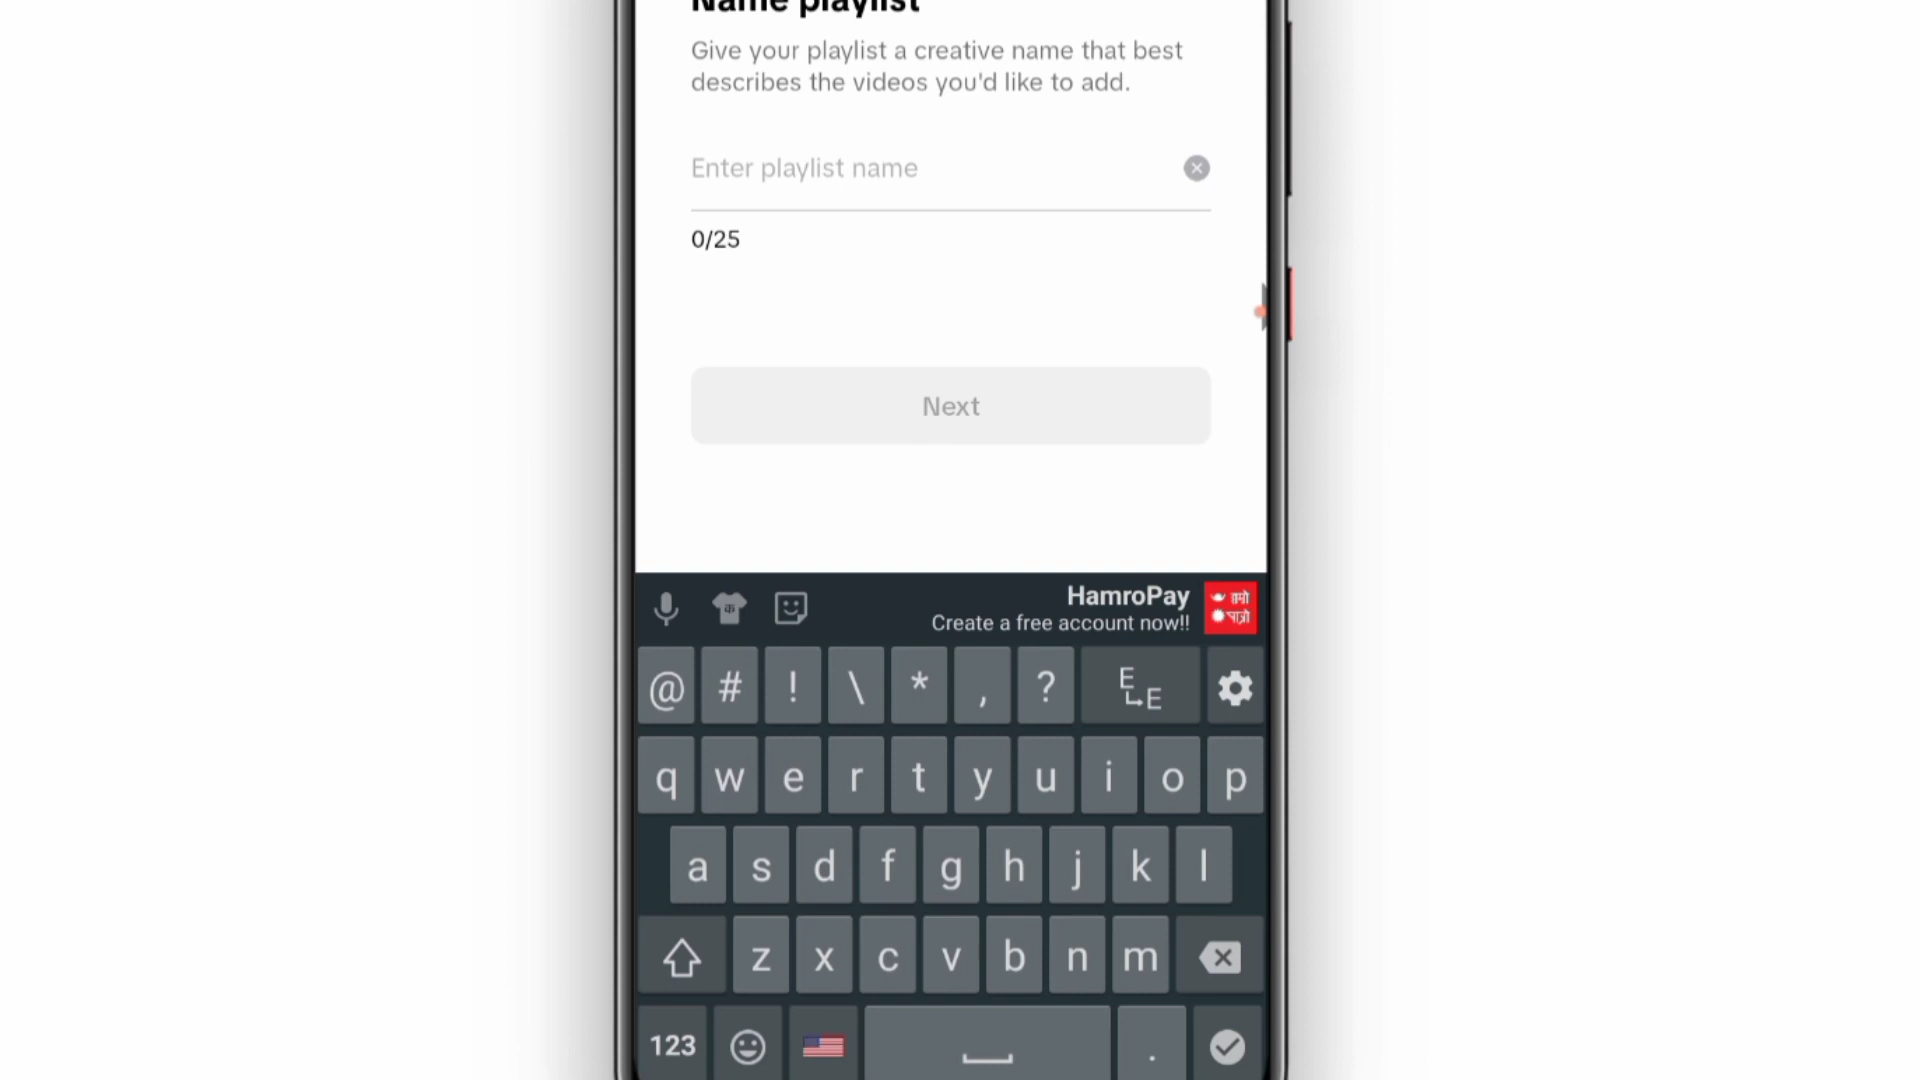 Name playlist
Give your playlist a creative name that best
describes the videos you'd like to add.
Enter playlist name
0/25
Next
क
HamroPay
Create a free account now!!
हाम्रो
पात्रो
@ # ! \ * , ? E E
q w e r t y u i o p
a s d f g h j k l
z x c v b n m
123 .